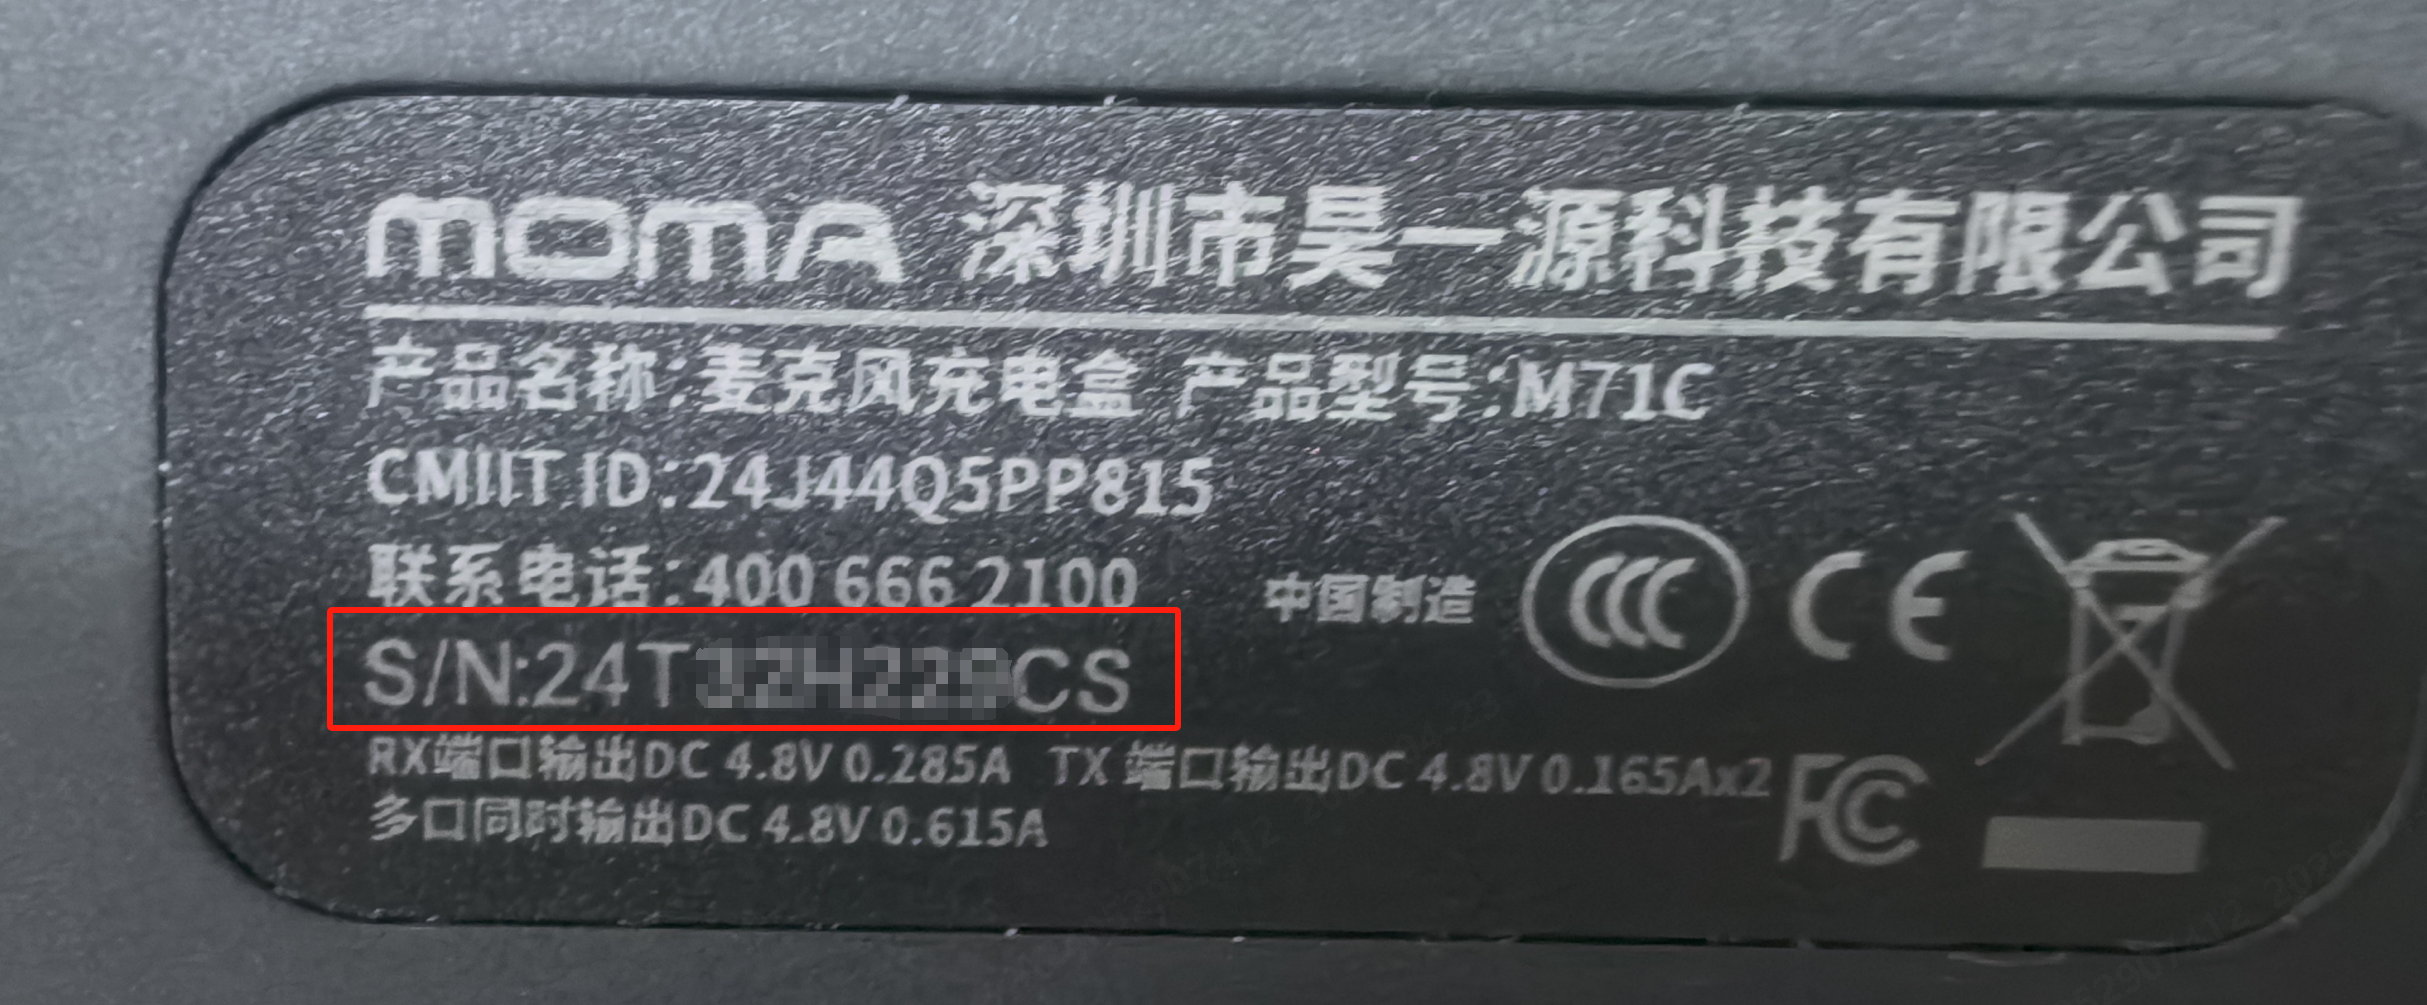 moma 深圳市昊一源科技有限公司
产品名称:麦克风充电盒 产品型号:M71C
CMIIT ID:24J44Q5PP815
联系电话:400 666 2100
中国制造
CCC CE
S/N:24T CS
RX端口输出DC 4.8V 0.285A TX 端口输出DC 4.8V 0.165Ax2
多口同时输出DC 4.8V 0.615A
FC